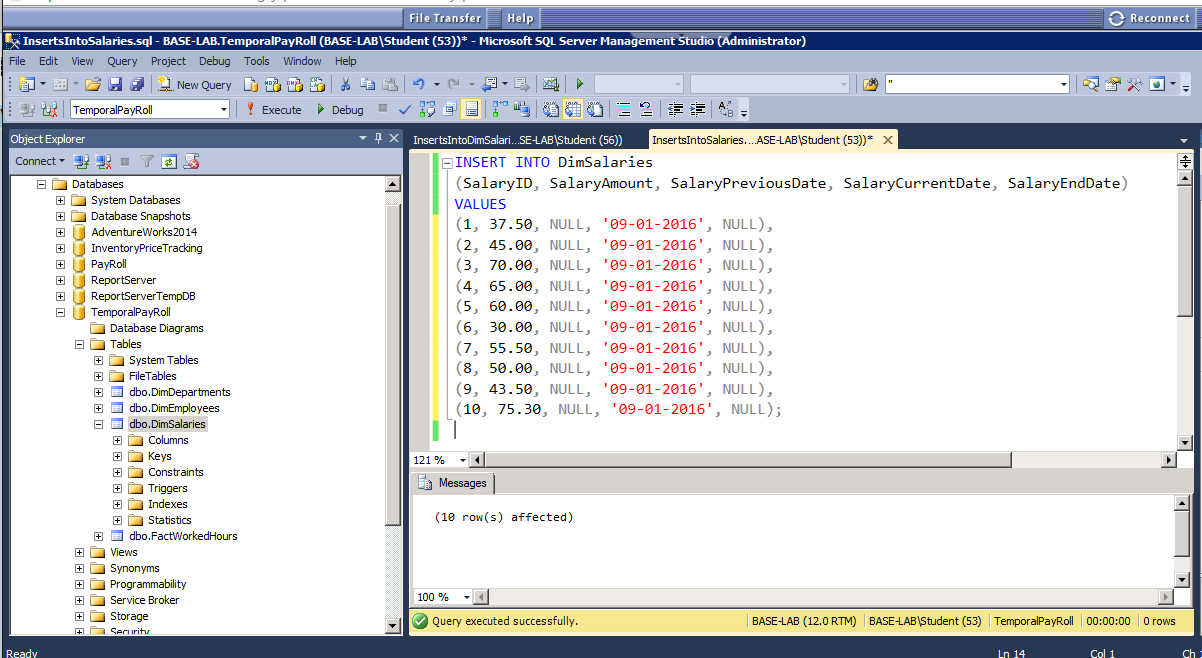 File Transfer Help Reconnect
InsertsIntoSalaries.sql - BASE-LAB.TemporalPayRoll (BASE-LAB\Student (53))* - Microsoft SQL Server Management Studio (Administrator)
File Edit View Query Project Debug Tools Window Help
New Query "
TemporalPayRoll Execute Debug
Object Explorer
Connect
Databases
System Databases
Database Snapshots
AdventureWorks2014
InventoryPriceTracking
PayRoll
ReportServer
ReportServerTempDB
TemporalPayRoll
Database Diagrams
Tables
System Tables
FileTables
dbo.DimDepartments
dbo.DimEmployees
dbo.DimSalaries
Columns
Keys
Constraints
Triggers
Indexes
Statistics
dbo.FactWorkedHours
Views
Synonyms
Programmability
Service Broker
Storage
Security
InsertsIntoDimSalari...SE-LAB\Student (56)) InsertsIntoSalaries....ASE-LAB\Student (53))*
INSERT INTO DimSalaries
(SalaryID, SalaryAmount, SalaryPreviousDate, SalaryCurrentDate, SalaryEndDate)
VALUES
(1, 37.50, NULL, '09-01-2016', NULL),
(2, 45.00, NULL, '09-01-2016', NULL),
(3, 70.00, NULL, '09-01-2016', NULL),
(4, 65.00, NULL, '09-01-2016', NULL),
(5, 60.00, NULL, '09-01-2016', NULL),
(6, 30.00, NULL, '09-01-2016', NULL),
(7, 55.50, NULL, '09-01-2016', NULL),
(8, 50.00, NULL, '09-01-2016', NULL),
(9, 43.50, NULL, '09-01-2016', NULL),
(10, 75.30, NULL, '09-01-2016', NULL);
121 %
Messages
(10 row(s) affected)
100 %
Query executed successfully. BASE-LAB (12.0 RTM) BASE-LAB\Student (53) TemporalPayRoll 00:00:00 0 rows
Ready Ln 14 Col 1 Ch